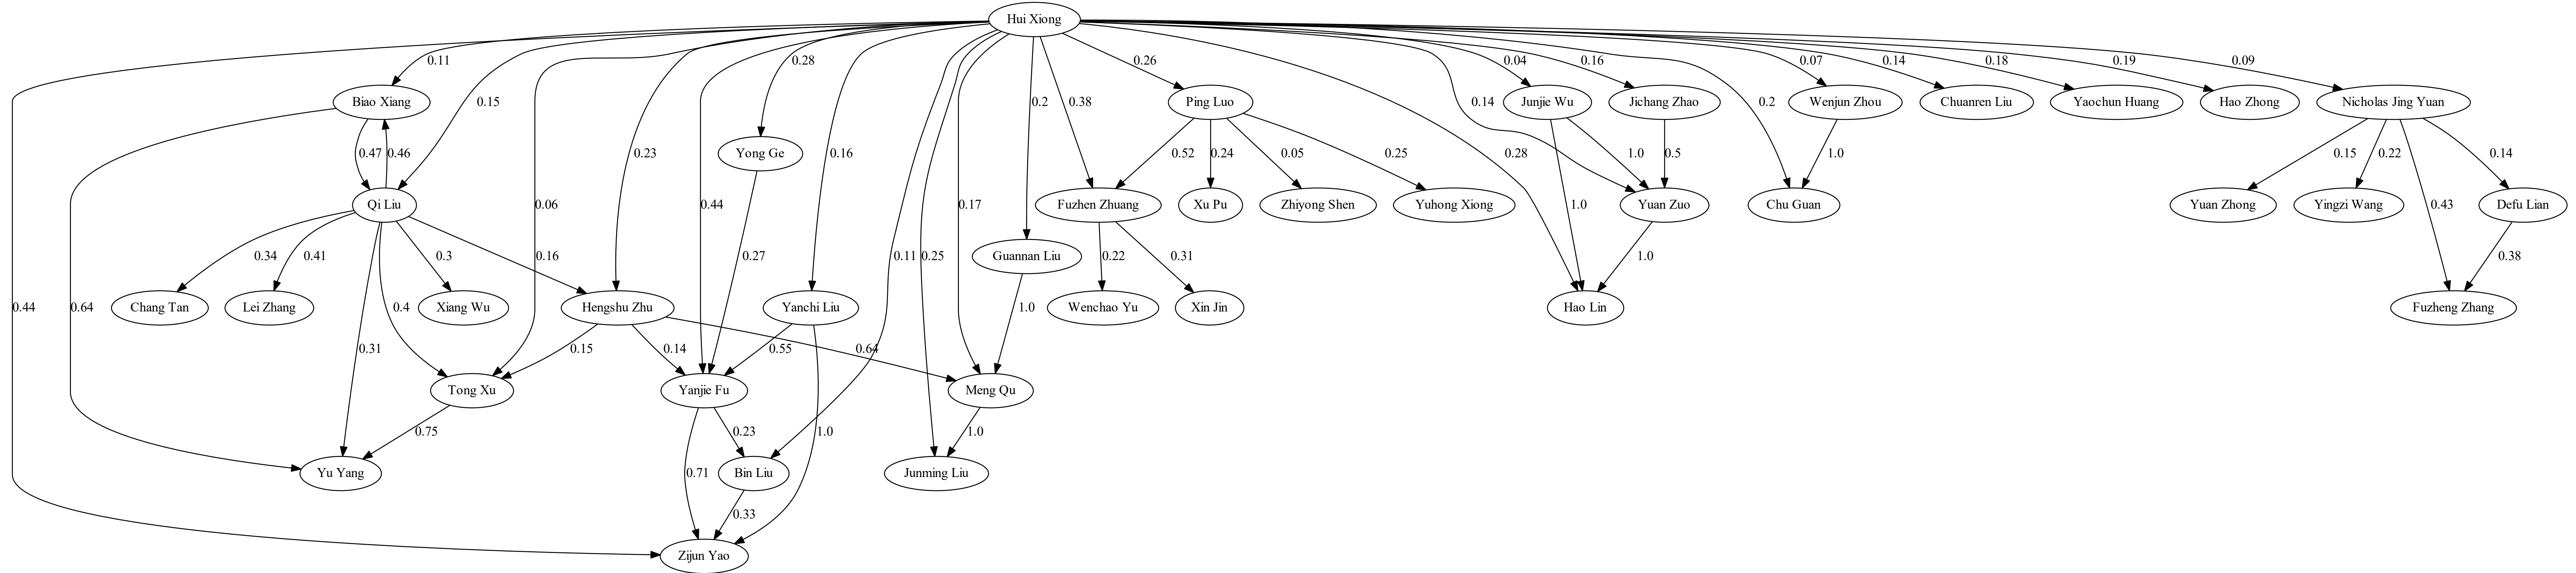 Hui Xiong
0.11
0.28
0.26
0.04
0.16
0.07
0.14
0.18
0.19
0.09
Biao Xiang
0.15
0.2
0.38
Ping Luo
0.14
Junjie Wu
Jichang Zhao
0.2
Wenjun Zhou
Chuanren Liu
Yaochun Huang
Hao Zhong
Nicholas Jing Yuan
0.47
0.46
0.23
Yong Ge
0.16
0.52
0.24
0.05
0.25
1.0
0.5
1.0
0.15
0.22
0.14
Qi Liu
0.06
0.44
0.17
Fuzhen Zhuang
Xu Pu
Zhiyong Shen
Yuhong Xiong
0.28
1.0
Yuan Zuo
Chu Guan
Yuan Zhong
Yingzi Wang
0.43
Defu Lian
0.34
0.41
0.3
0.16
0.27
0.11
0.25
Guannan Liu
0.22
0.31
1.0
0.38
0.44
0.64
Chang Tan
Lei Zhang
0.4
Xiang Wu
Hengshu Zhu
Yanchi Liu
1.0
Wenchao Yu
Xin Jin
Hao Lin
Fuzheng Zhang
0.31
0.15
0.14
0.55
0.64
Tong Xu
Yanjie Fu
Meng Qu
0.75
0.23
1.0
1.0
Yu Yang
0.71
Bin Liu
Junming Liu
0.33
Zijun Yao